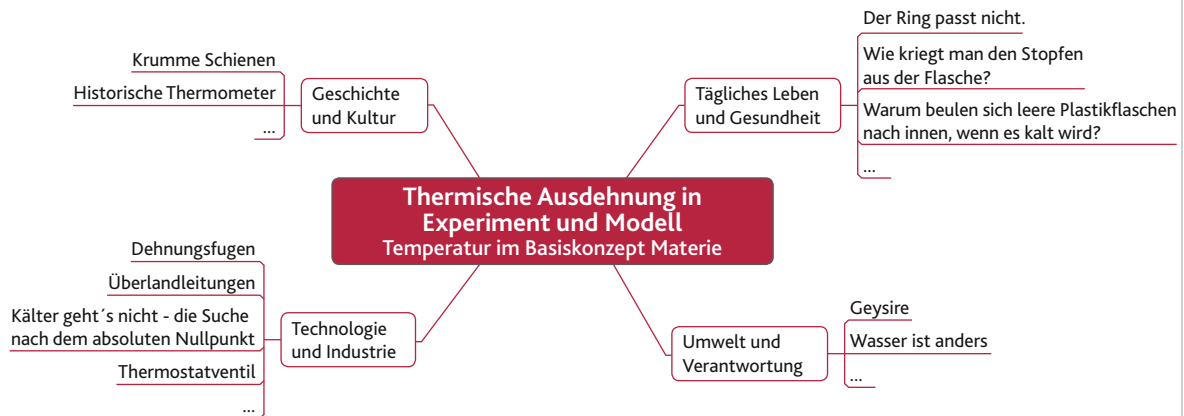 Thermische Ausdehnung in
Experiment und Modell
Temperatur im Basiskonzept Materie
Geschichte
und Kultur
Krumme Schienen
Historische Thermometer
...
Tägliches Leben
und Gesundheit
Der Ring passt nicht.
Wie kriegt man den Stopfen
aus der Flasche?
Warum beulen sich leere Plastikflaschen
nach innen, wenn es kalt wird?
...
Technologie
und Industrie
Dehnungsfugen
Überlandleitungen
Kälter geht´s nicht - die Suche
nach dem absoluten Nullpunkt
Thermostatventil
...
Umwelt und
Verantwortung
Geysire
Wasser ist anders
...